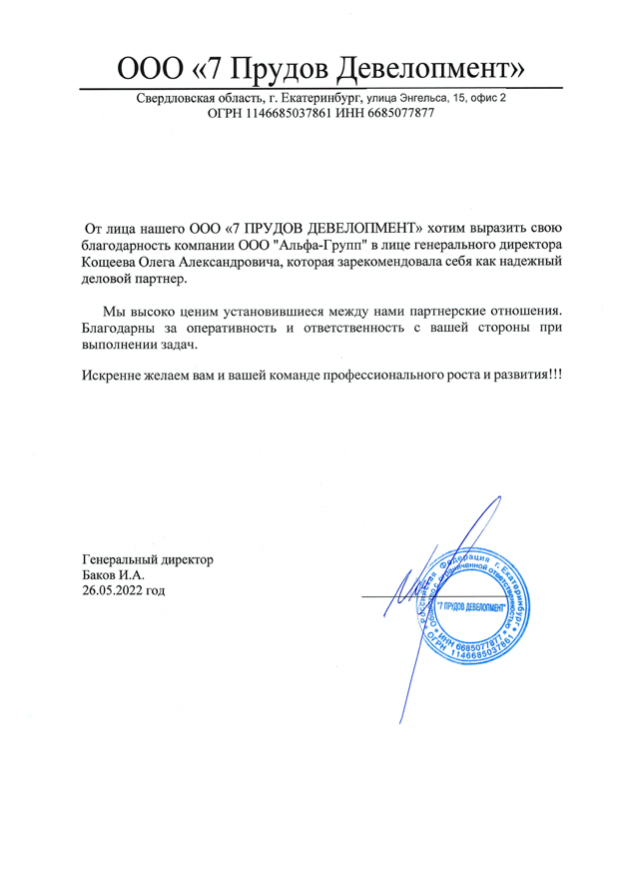 ООО «7 Прудов Девелопмент»
Свердловская область, г. Екатеринбург, улица Энгельса, 15, офис 2
ОГРН 1146685037861 ИНН 6685077877
От лица нашего ООО «7 ПРУДОВ ДЕВЕЛОПМЕНТ» хотим выразить свою
благодарность компании ООО "Альфа-Групп" в лице генерального директора
Кощеева Олега Александровича, которая зарекомендовала себя как надежный
деловой партнер.
Мы высоко ценим установившиеся между нами партнерские отношения.
Благодарны за оперативность и ответственность с вашей стороны при
выполнении задач.
Искренне желаем вам и вашей команде профессионального роста и развития!!!
Генеральный директор
Баков И.А.
26.05.2022 год
Российская Федерация г. Екатеринбург
Общество с ограниченной ответственностью
"7 ПРУДОВ ДЕВЕЛОПМЕНТ"
* ИНН 6685077877 *
* ОГРН 1146685037861 *